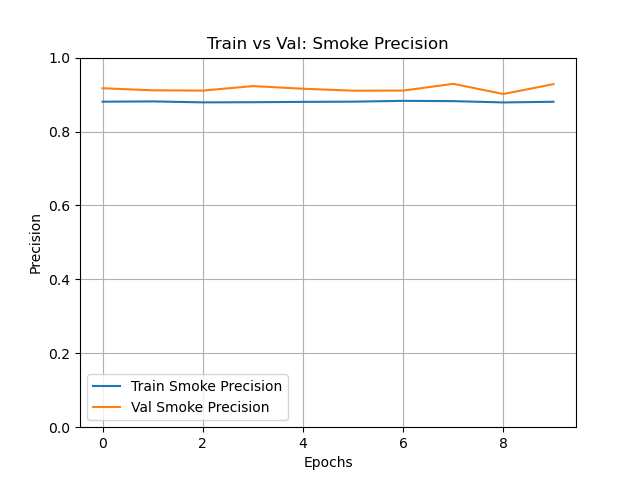 Train vs Val: Smoke Precision
1.0
0.8
0.6
0.4
0.2
0.0
Precision
Train Smoke Precision
Val Smoke Precision
0 2 4 6 8
Epochs